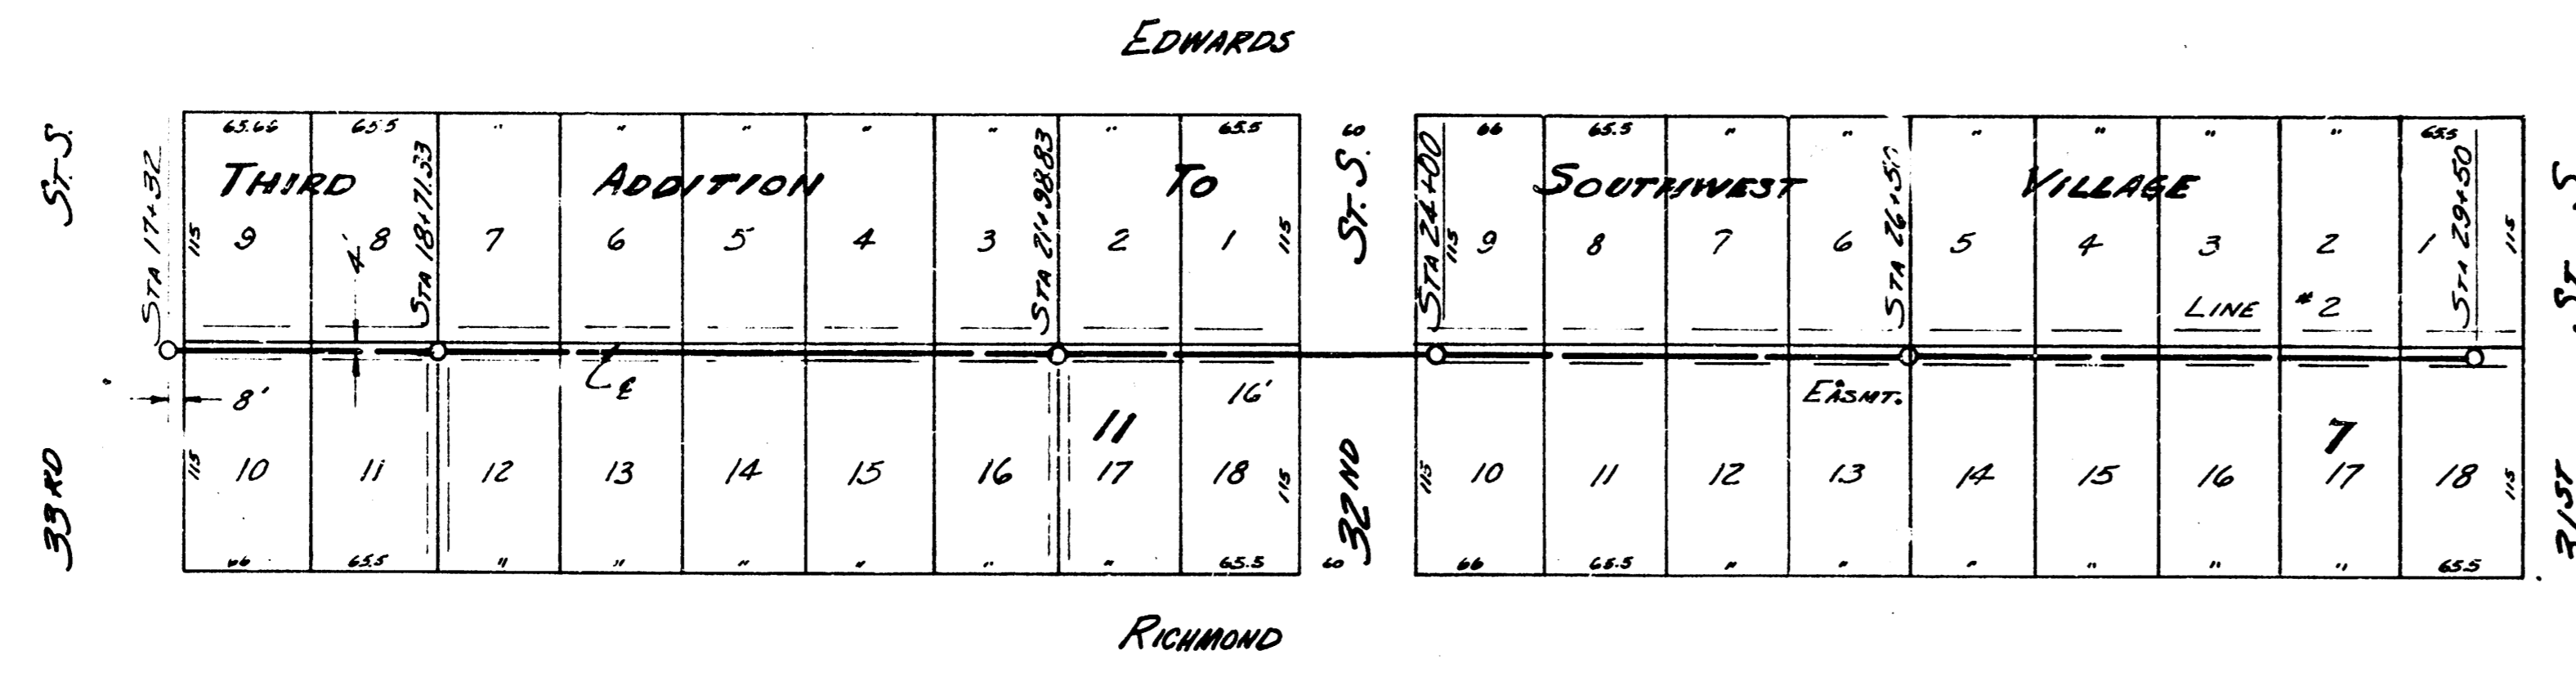 EDWARDS
65.66 65.5 " " " " " " 65.5 60 66 65.5 " " " " " " 65.5
ST. S.
STA 17+32
STA 18+71.33
STA 21+98.83
ST. S.
STA 24+00
STA 26+50
STA 29+50
ST. S
THIRD ADDITION TO SOUTHWEST VILLAGE
115 9 8 7 6 5 4 3 2 1 115 115 9 8 7 6 5 4 3 2 1 115
4'
LINE #2
8' ℄ 16' EASMT.
11 7
33RD 32ND 31ST
115 10 11 12 13 14 15 16 17 18 115 115 10 11 12 13 14 15 16 17 18 115
66 65.5 " " " " " " 65.5 60 66 65.5 " " " " " " 65.5
RICHMOND